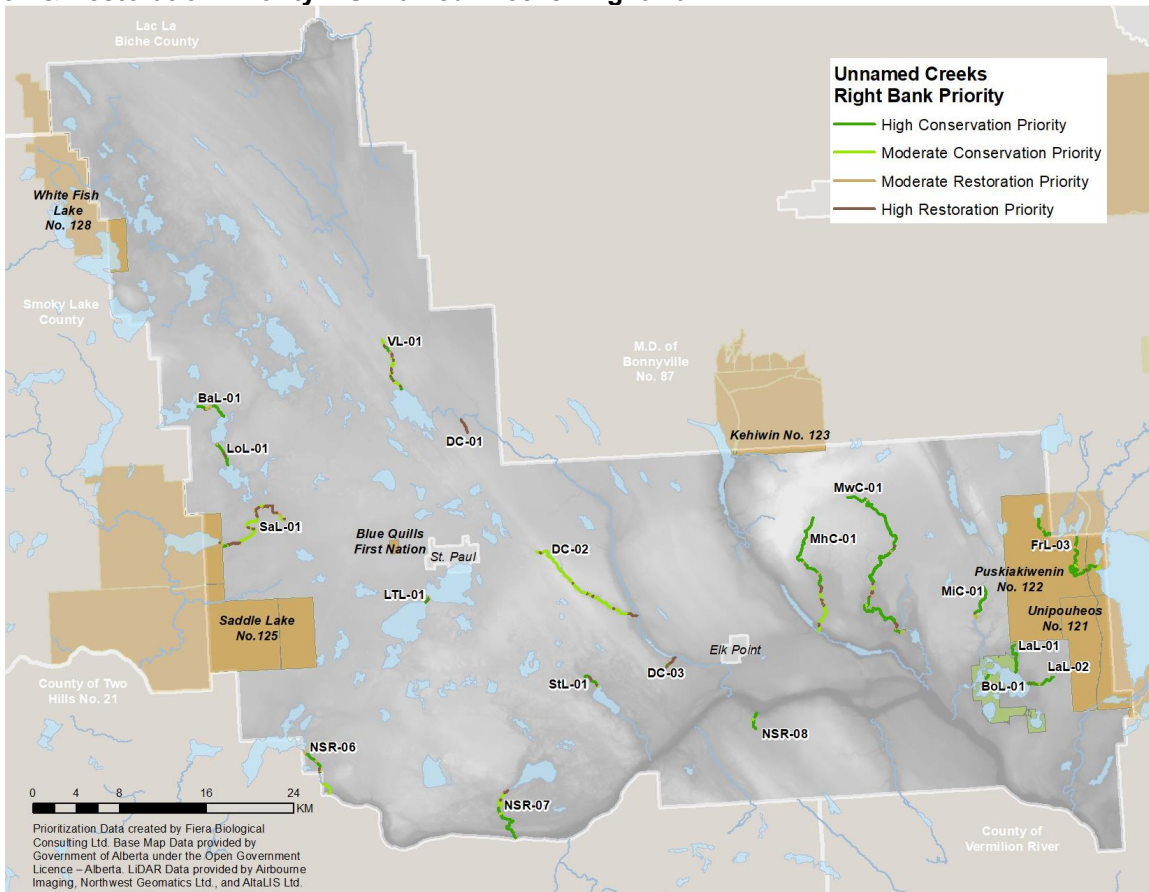 Lac La
Biche County
Unnamed Creeks
Right Bank Priority
High Conservation Priority
Moderate Conservation Priority
Moderate Restoration Priority
High Restoration Priority
White Fish
Lake
No. 128
Smoky Lake
County
VL-01
M.D. of
Bonnyville
No. 87
BaL-01
DC-01
Kehiwin No. 123
LoL-01
MwC-01
SaL-01
Blue Quills
First Nation
St. Paul
DC-02
MhC-01
FrL-03
Puskiakiwenin
No. 122
MiC-01
LTL-01
Unipouheos
No. 121
Saddle Lake
No.125
Elk Point
LaL-01
LaL-02
DC-03
StL-01
BoL-01
County of Two
Hills No. 21
NSR-08
NSR-06
NSR-07
0 4 8 16 24
KM
Prioritization Data created by Fiera Biological
Consulting Ltd. Base Map Data provided by
Government of Alberta under the Open Government
Licence – Alberta. LiDAR Data provided by Airbourne
Imaging, Northwest Geomatics Ltd., and AltaLIS Ltd.
County of
Vermilion River